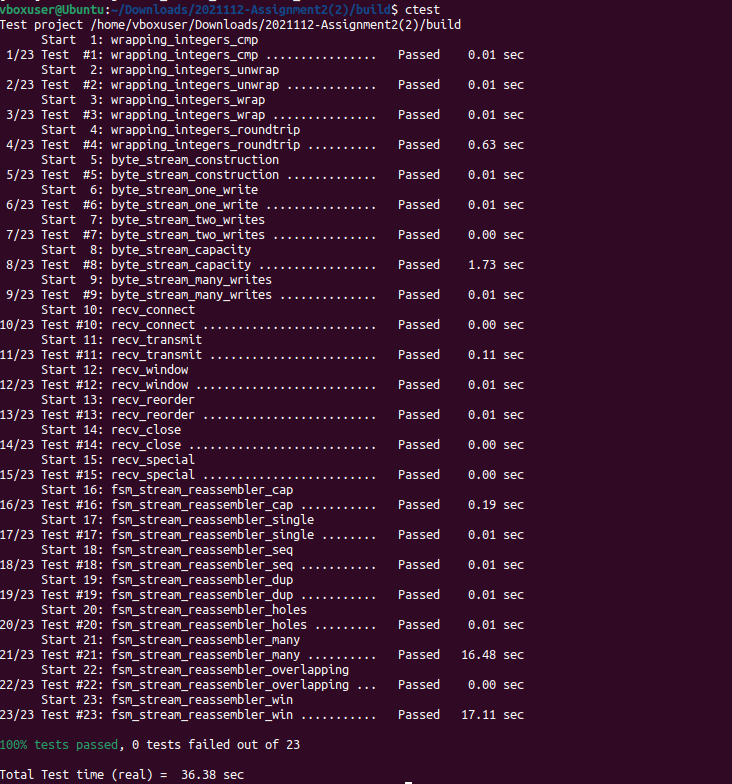 vboxuser@Ubuntu:~/Downloads/2021112-Assignment2(2)/build$ ctest
Test project /home/vboxuser/Downloads/2021112-Assignment2(2)/build
      Start  1: wrapping_integers_cmp
 1/23 Test  #1: wrapping_integers_cmp ................   Passed    0.01 sec
      Start  2: wrapping_integers_unwrap
 2/23 Test  #2: wrapping_integers_unwrap .............   Passed    0.01 sec
      Start  3: wrapping_integers_wrap
 3/23 Test  #3: wrapping_integers_wrap ...............   Passed    0.01 sec
      Start  4: wrapping_integers_roundtrip
 4/23 Test  #4: wrapping_integers_roundtrip ..........   Passed    0.63 sec
      Start  5: byte_stream_construction
 5/23 Test  #5: byte_stream_construction .............   Passed    0.01 sec
      Start  6: byte_stream_one_write
 6/23 Test  #6: byte_stream_one_write ................   Passed    0.01 sec
      Start  7: byte_stream_two_writes
 7/23 Test  #7: byte_stream_two_writes ...............   Passed    0.00 sec
      Start  8: byte_stream_capacity
 8/23 Test  #8: byte_stream_capacity .................   Passed    1.73 sec
      Start  9: byte_stream_many_writes
 9/23 Test  #9: byte_stream_many_writes ..............   Passed    0.01 sec
      Start 10: recv_connect
10/23 Test #10: recv_connect .........................   Passed    0.00 sec
      Start 11: recv_transmit
11/23 Test #11: recv_transmit ........................   Passed    0.11 sec
      Start 12: recv_window
12/23 Test #12: recv_window ..........................   Passed    0.01 sec
      Start 13: recv_reorder
13/23 Test #13: recv_reorder .........................   Passed    0.01 sec
      Start 14: recv_close
14/23 Test #14: recv_close ...........................   Passed    0.00 sec
      Start 15: recv_special
15/23 Test #15: recv_special .........................   Passed    0.00 sec
      Start 16: fsm_stream_reassembler_cap
16/23 Test #16: fsm_stream_reassembler_cap ...........   Passed    0.19 sec
      Start 17: fsm_stream_reassembler_single
17/23 Test #17: fsm_stream_reassembler_single ........   Passed    0.01 sec
      Start 18: fsm_stream_reassembler_seq
18/23 Test #18: fsm_stream_reassembler_seq ...........   Passed    0.01 sec
      Start 19: fsm_stream_reassembler_dup
19/23 Test #19: fsm_stream_reassembler_dup ...........   Passed    0.01 sec
      Start 20: fsm_stream_reassembler_holes
20/23 Test #20: fsm_stream_reassembler_holes .........   Passed    0.01 sec
      Start 21: fsm_stream_reassembler_many
21/23 Test #21: fsm_stream_reassembler_many ..........   Passed   16.48 sec
      Start 22: fsm_stream_reassembler_overlapping
22/23 Test #22: fsm_stream_reassembler_overlapping ...   Passed    0.00 sec
      Start 23: fsm_stream_reassembler_win
23/23 Test #23: fsm_stream_reassembler_win ...........   Passed   17.11 sec

100% tests passed, 0 tests failed out of 23

Total Test time (real) =  36.38 sec